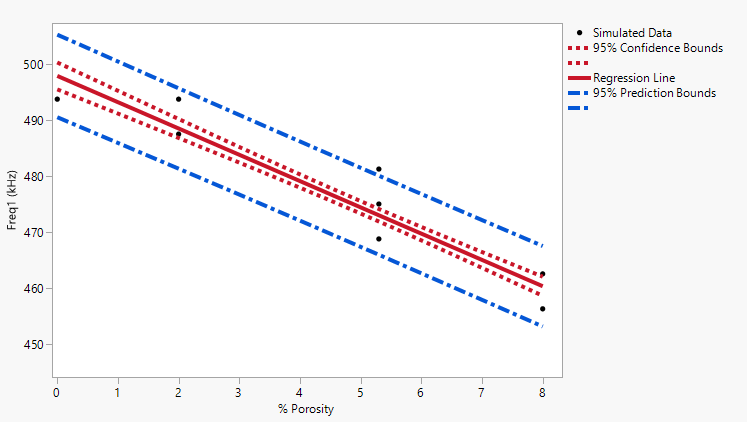 500
490
480
470
460
450
Freq1 (kHz)
0 1 2 3 4 5 6 7 8
% Porosity
Simulated Data
95% Confidence Bounds
Regression Line
95% Prediction Bounds